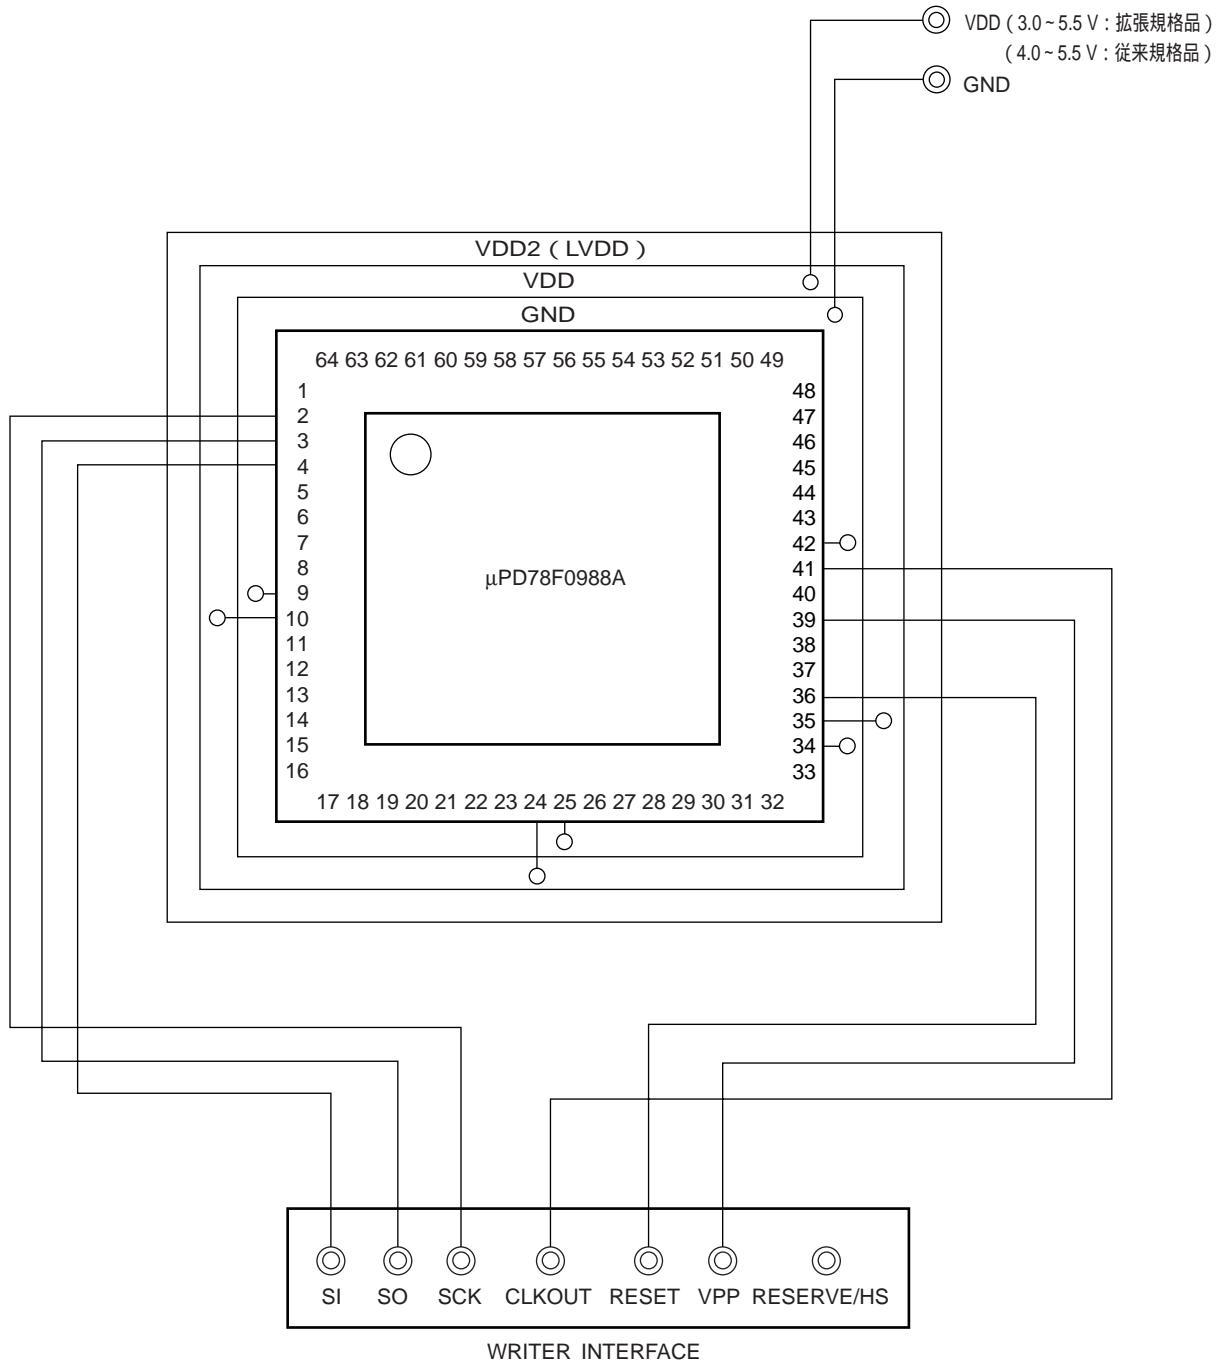 VDD ( 3.0 ~ 5.5 V : 拡張規格品 )
( 4.0 ~ 5.5 V : 従来規格品 )
GND
VDD2 ( LVDD )
VDD
GND
64 63 62 61 60 59 58 57 56 55 54 53 52 51 50 49
1
2
3
4
5
6
7
8
9
10
11
12
13
14
15
16
48
47
46
45
44
43
42
41
40
39
38
37
36
35
34
33
μPD78F0988A
17 18 19 20 21 22 23 24 25 26 27 28 29 30 31 32
SI SO SCK CLKOUT RESET VPP RESERVE/HS
WRITER INTERFACE